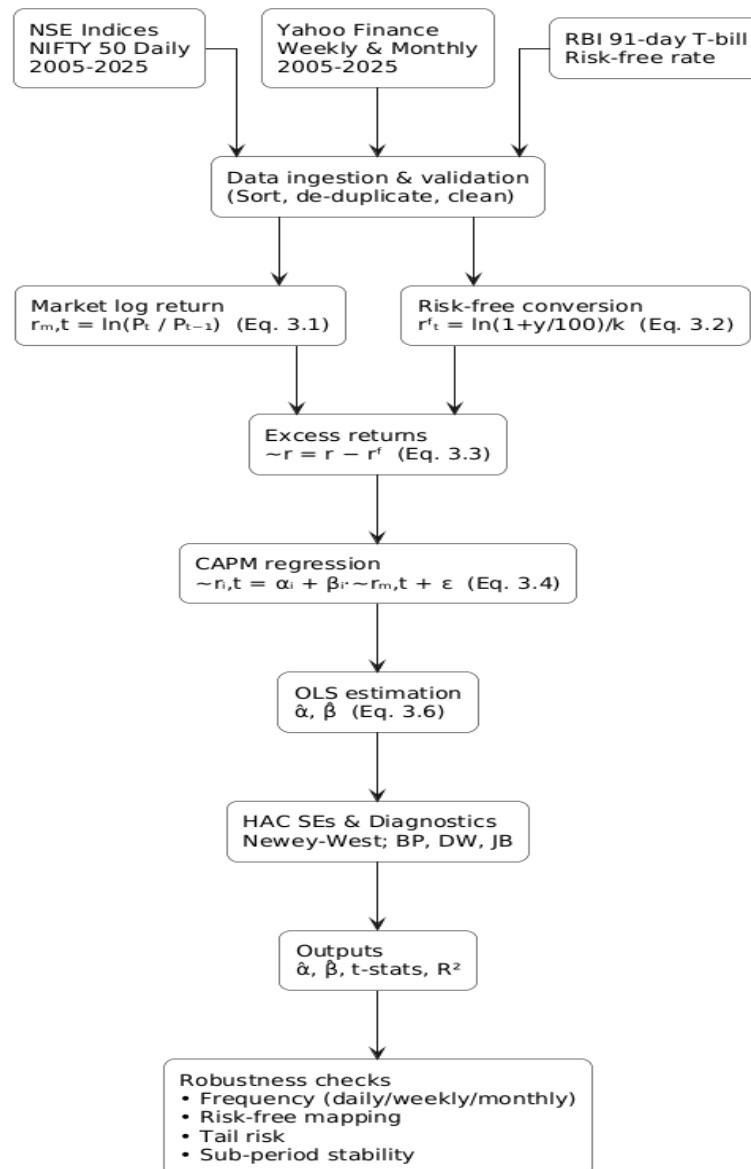 NSE Indices
NIFTY 50 Daily
2005-2025
Yahoo Finance
Weekly & Monthly
2005-2025
RBI 91-day T-bill
Risk-free rate
Data ingestion & validation
(Sort, de-duplicate, clean)
Market log return
rₘ,t = ln(Pₜ / Pₜ₋₁)  (Eq. 3.1)
Risk-free conversion
rᶠₜ = ln(1+y/100)/k  (Eq. 3.2)
Excess returns
~r = r − rᶠ  (Eq. 3.3)
CAPM regression
~rᵢ,t = αᵢ + βᵢ·~rₘ,t + ε  (Eq. 3.4)
OLS estimation
α̂, β̂  (Eq. 3.6)
HAC SEs & Diagnostics
Newey-West; BP, DW, JB
Outputs
α̂, β̂, t-stats, R²
Robustness checks
• Frequency (daily/weekly/monthly)
• Risk-free mapping
• Tail risk
• Sub-period stability